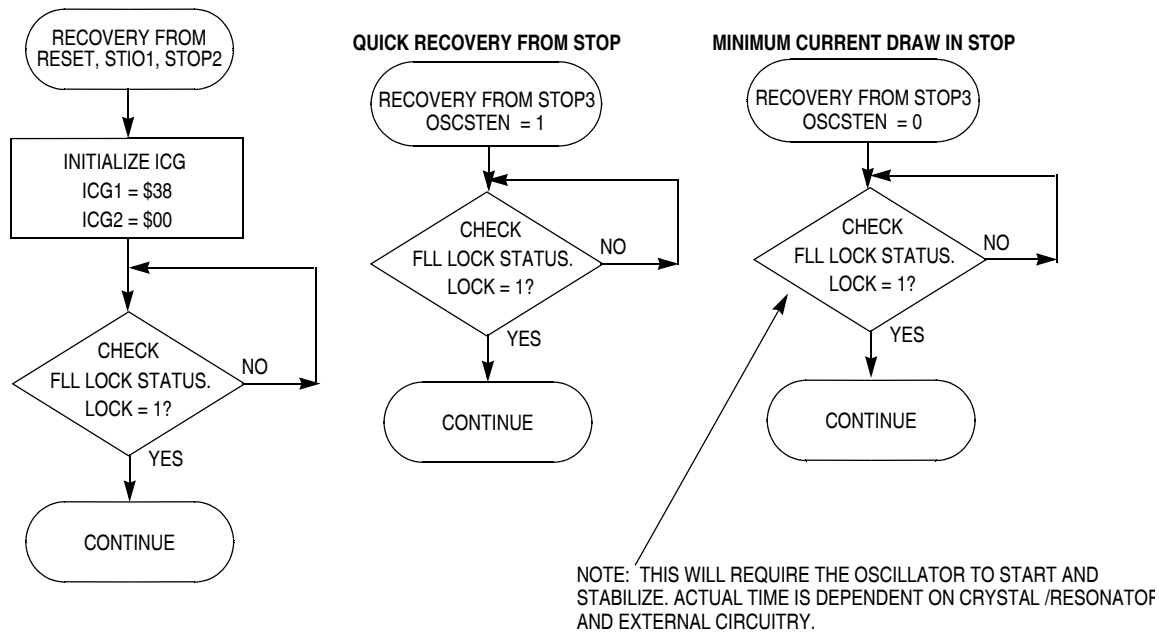 RECOVERY FROM
RESET, STIO1, STOP2
INITIALIZE ICG
ICG1 = $38
ICG2 = $00
CHECK
FLL LOCK STATUS.
LOCK = 1?
NO
YES
CONTINUE
QUICK RECOVERY FROM STOP
RECOVERY FROM STOP3
OSCSTEN = 1
CHECK
FLL LOCK STATUS.
LOCK = 1?
NO
YES
CONTINUE
MINIMUM CURRENT DRAW IN STOP
RECOVERY FROM STOP3
OSCSTEN = 0
CHECK
FLL LOCK STATUS.
LOCK = 1?
NO
YES
CONTINUE
NOTE: THIS WILL REQUIRE THE OSCILLATOR TO START AND
STABILIZE. ACTUAL TIME IS DEPENDENT ON CRYSTAL /RESONATOR
AND EXTERNAL CIRCUITRY.